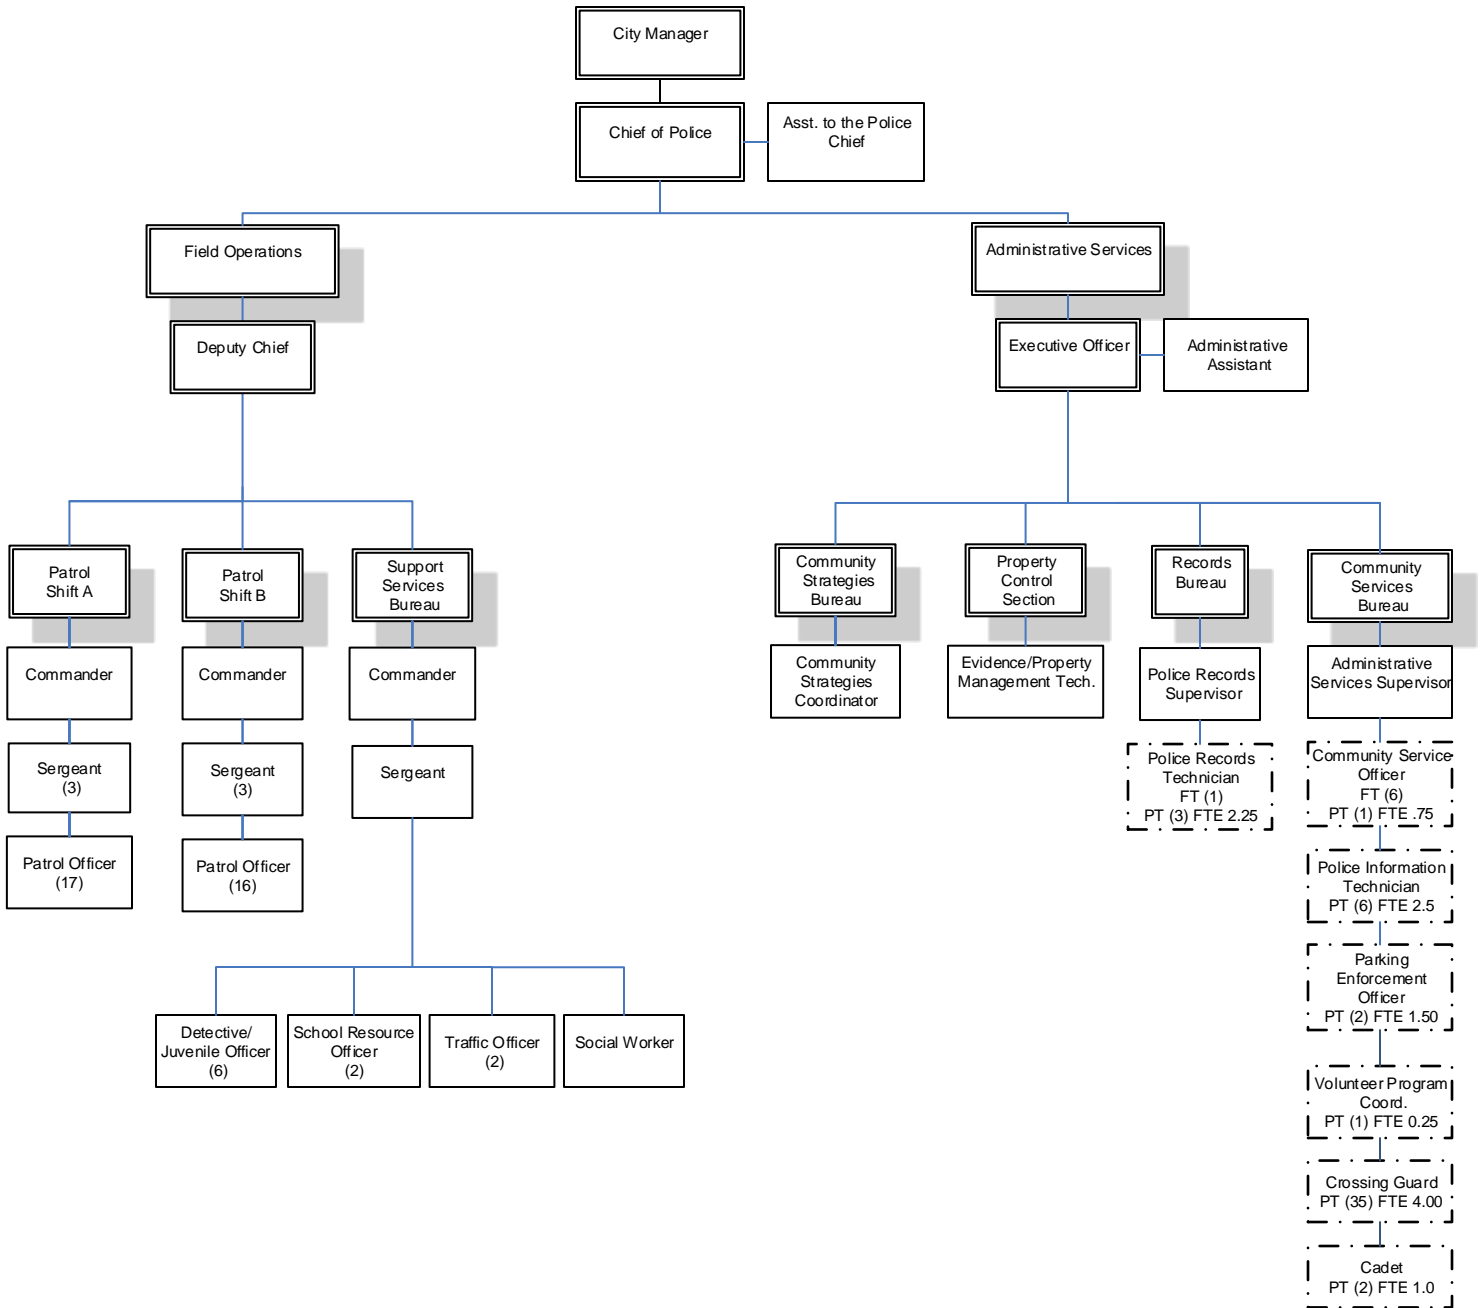 City Manager
Chief of Police
Asst. to the Police
Chief
Field Operations
Administrative Services
Deputy Chief
Executive Officer
Administrative
Assistant
Patrol
Shift A
Patrol
Shift B
Support
Services
Bureau
Community
Strategies
Bureau
Property
Control
Section
Records
Bureau
Community
Services
Bureau
Commander
Commander
Commander
Community
Strategies
Coordinator
Evidence/Property
Management Tech.
Police Records
Supervisor
Administrative
Services Supervisor
Sergeant
(3)
Sergeant
(3)
Sergeant
Police Records
Technician
FT (1)
PT (3) FTE 2.25
Community Service
Officer
FT (6)
PT (1) FTE .75
Patrol Officer
(17)
Patrol Officer
(16)
Police Information
Technician
PT (6) FTE 2.5
Parking
Enforcement
Officer
PT (2) FTE 1.50
Detective/
Juvenile Officer
(6)
School Resource
Officer
(2)
Traffic Officer
(2)
Social Worker
Volunteer Program
Coord.
PT (1) FTE 0.25
Crossing Guard
PT (35) FTE 4.00
Cadet
PT (2) FTE 1.0